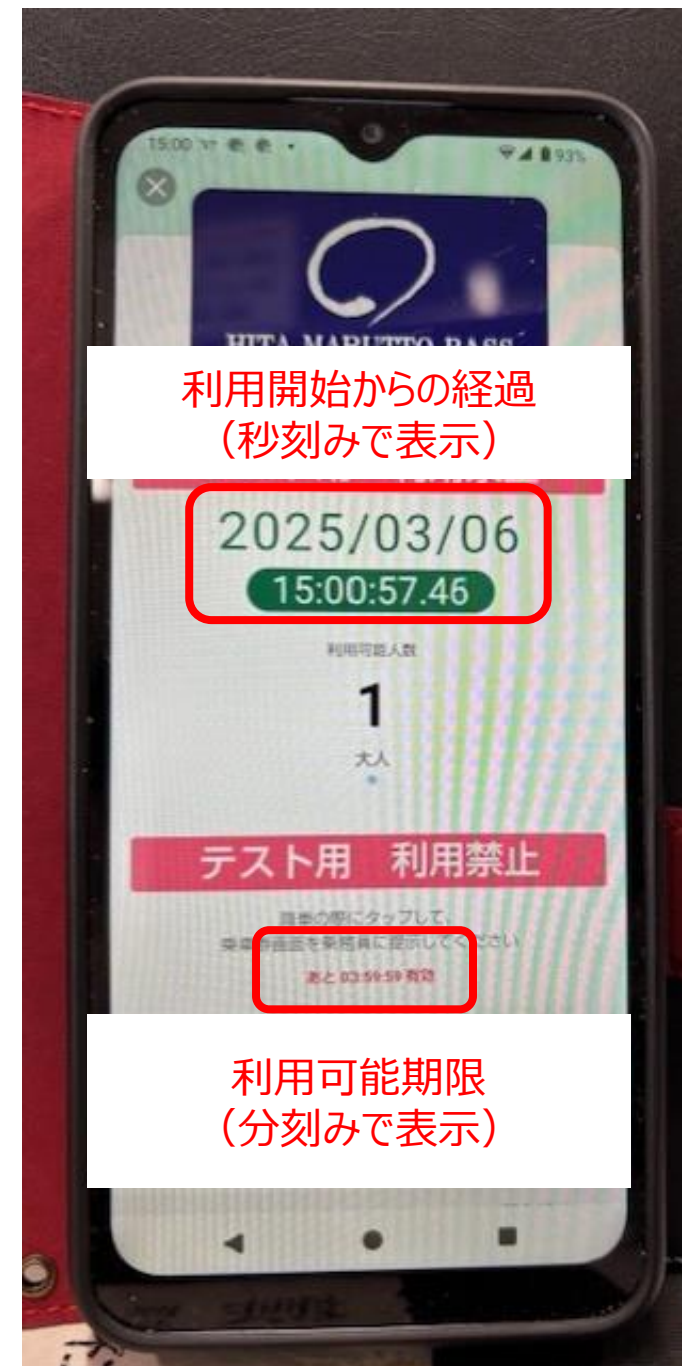 15:00
93%
HITA MARUTTO PASS
利用開始からの経過
（秒刻みで表示）
2025/03/06
15:00:57.46
利用可能人数
1
大人
テスト用　利用禁止
降車の際にタップして、
乗車券画面を乗務員に提示してください
あと 03:59:59 有効
利用可能期限
（分刻みで表示）